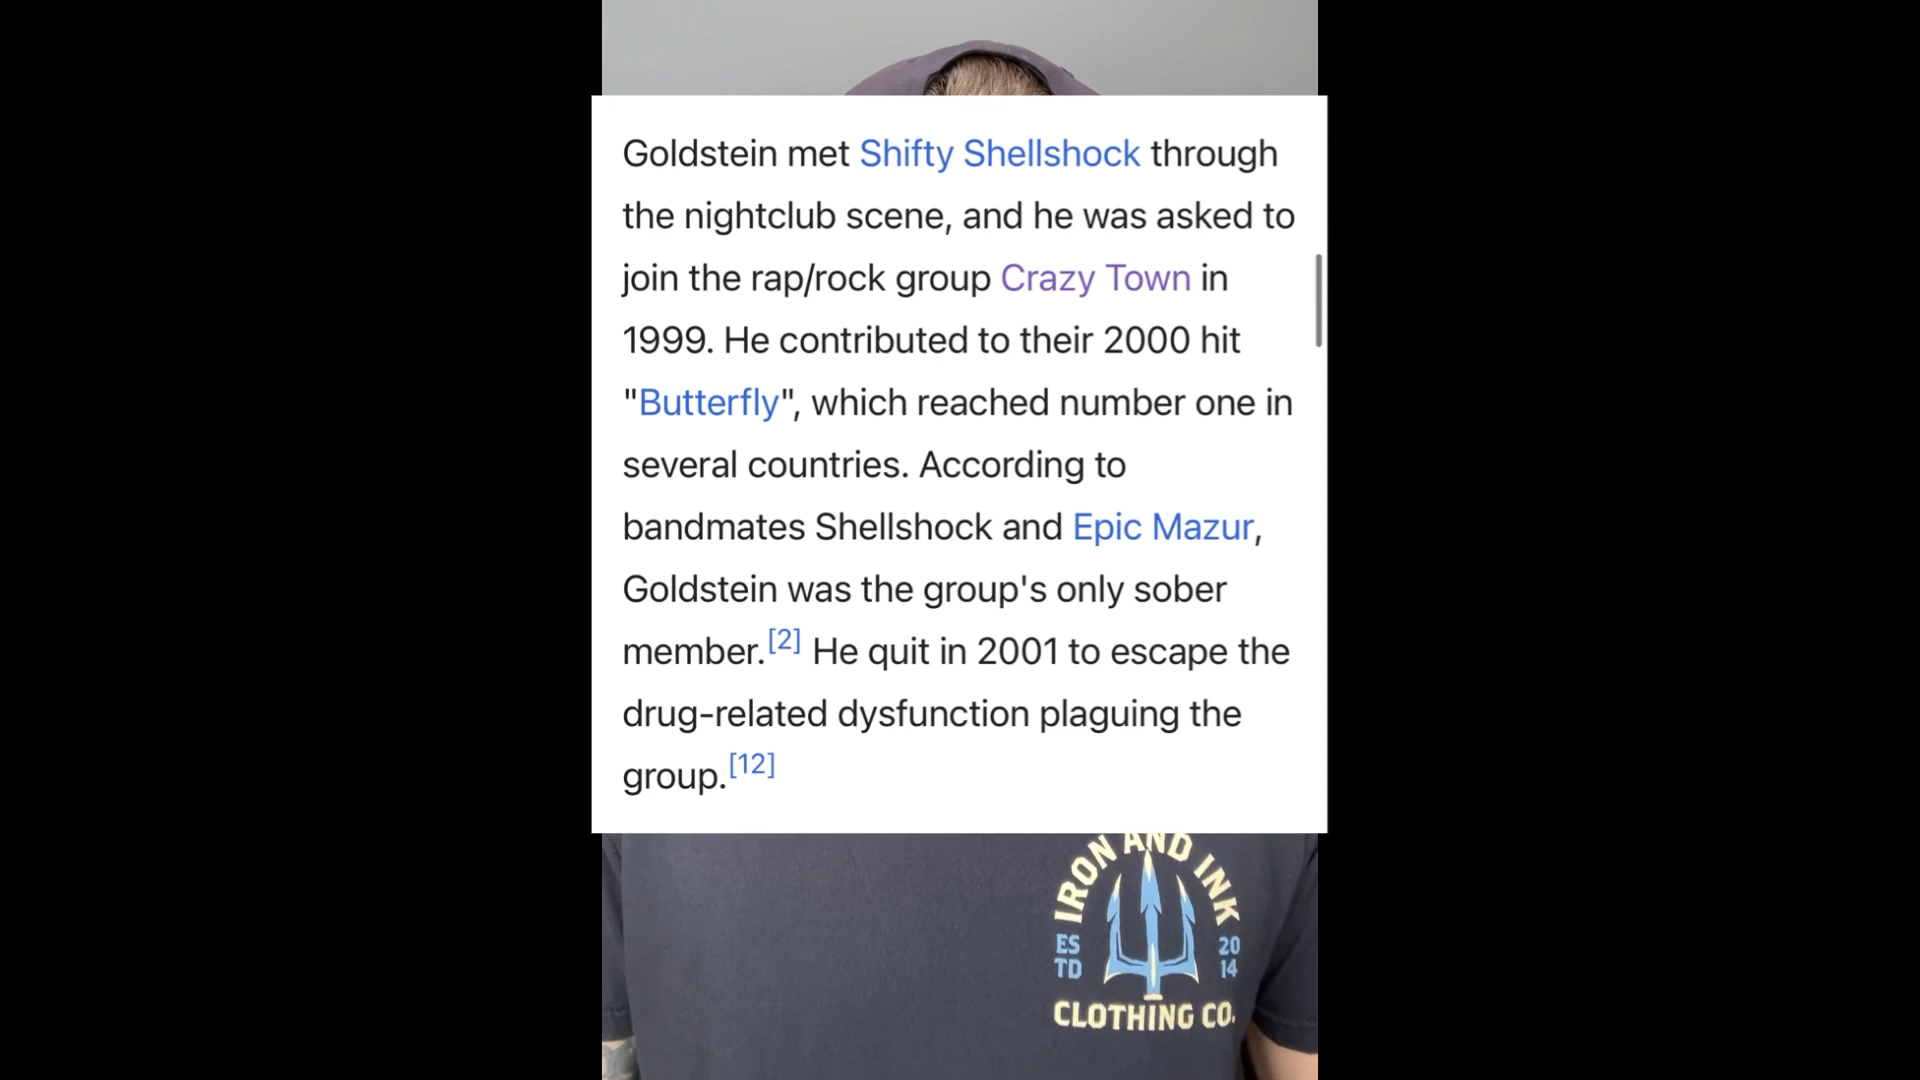 Goldstein met Shifty Shellshock through
the nightclub scene, and he was asked to
join the rap/rock group Crazy Town in
1999. He contributed to their 2000 hit
"Butterfly", which reached number one in
several countries. According to
bandmates Shellshock and Epic Mazur,
Goldstein was the group's only sober
member.[2] He quit in 2001 to escape the
drug-related dysfunction plaguing the
group.[12]
IRON AND INK
ES 20
TD 14
CLOTHING CO.